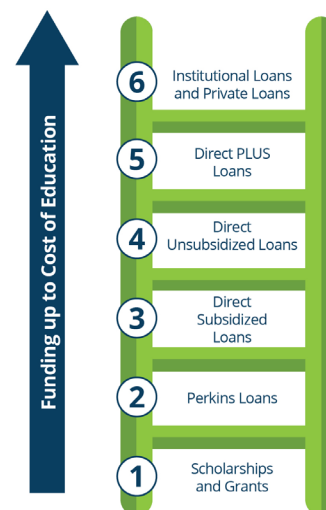 Funding up to Cost of Education
6
Institutional Loans
and Private Loans
5
Direct PLUS
Loans
4
Direct
Unsubsidized Loans
3
Direct
Subsidized
Loans
2
Perkins Loans
1
Scholarships
and Grants